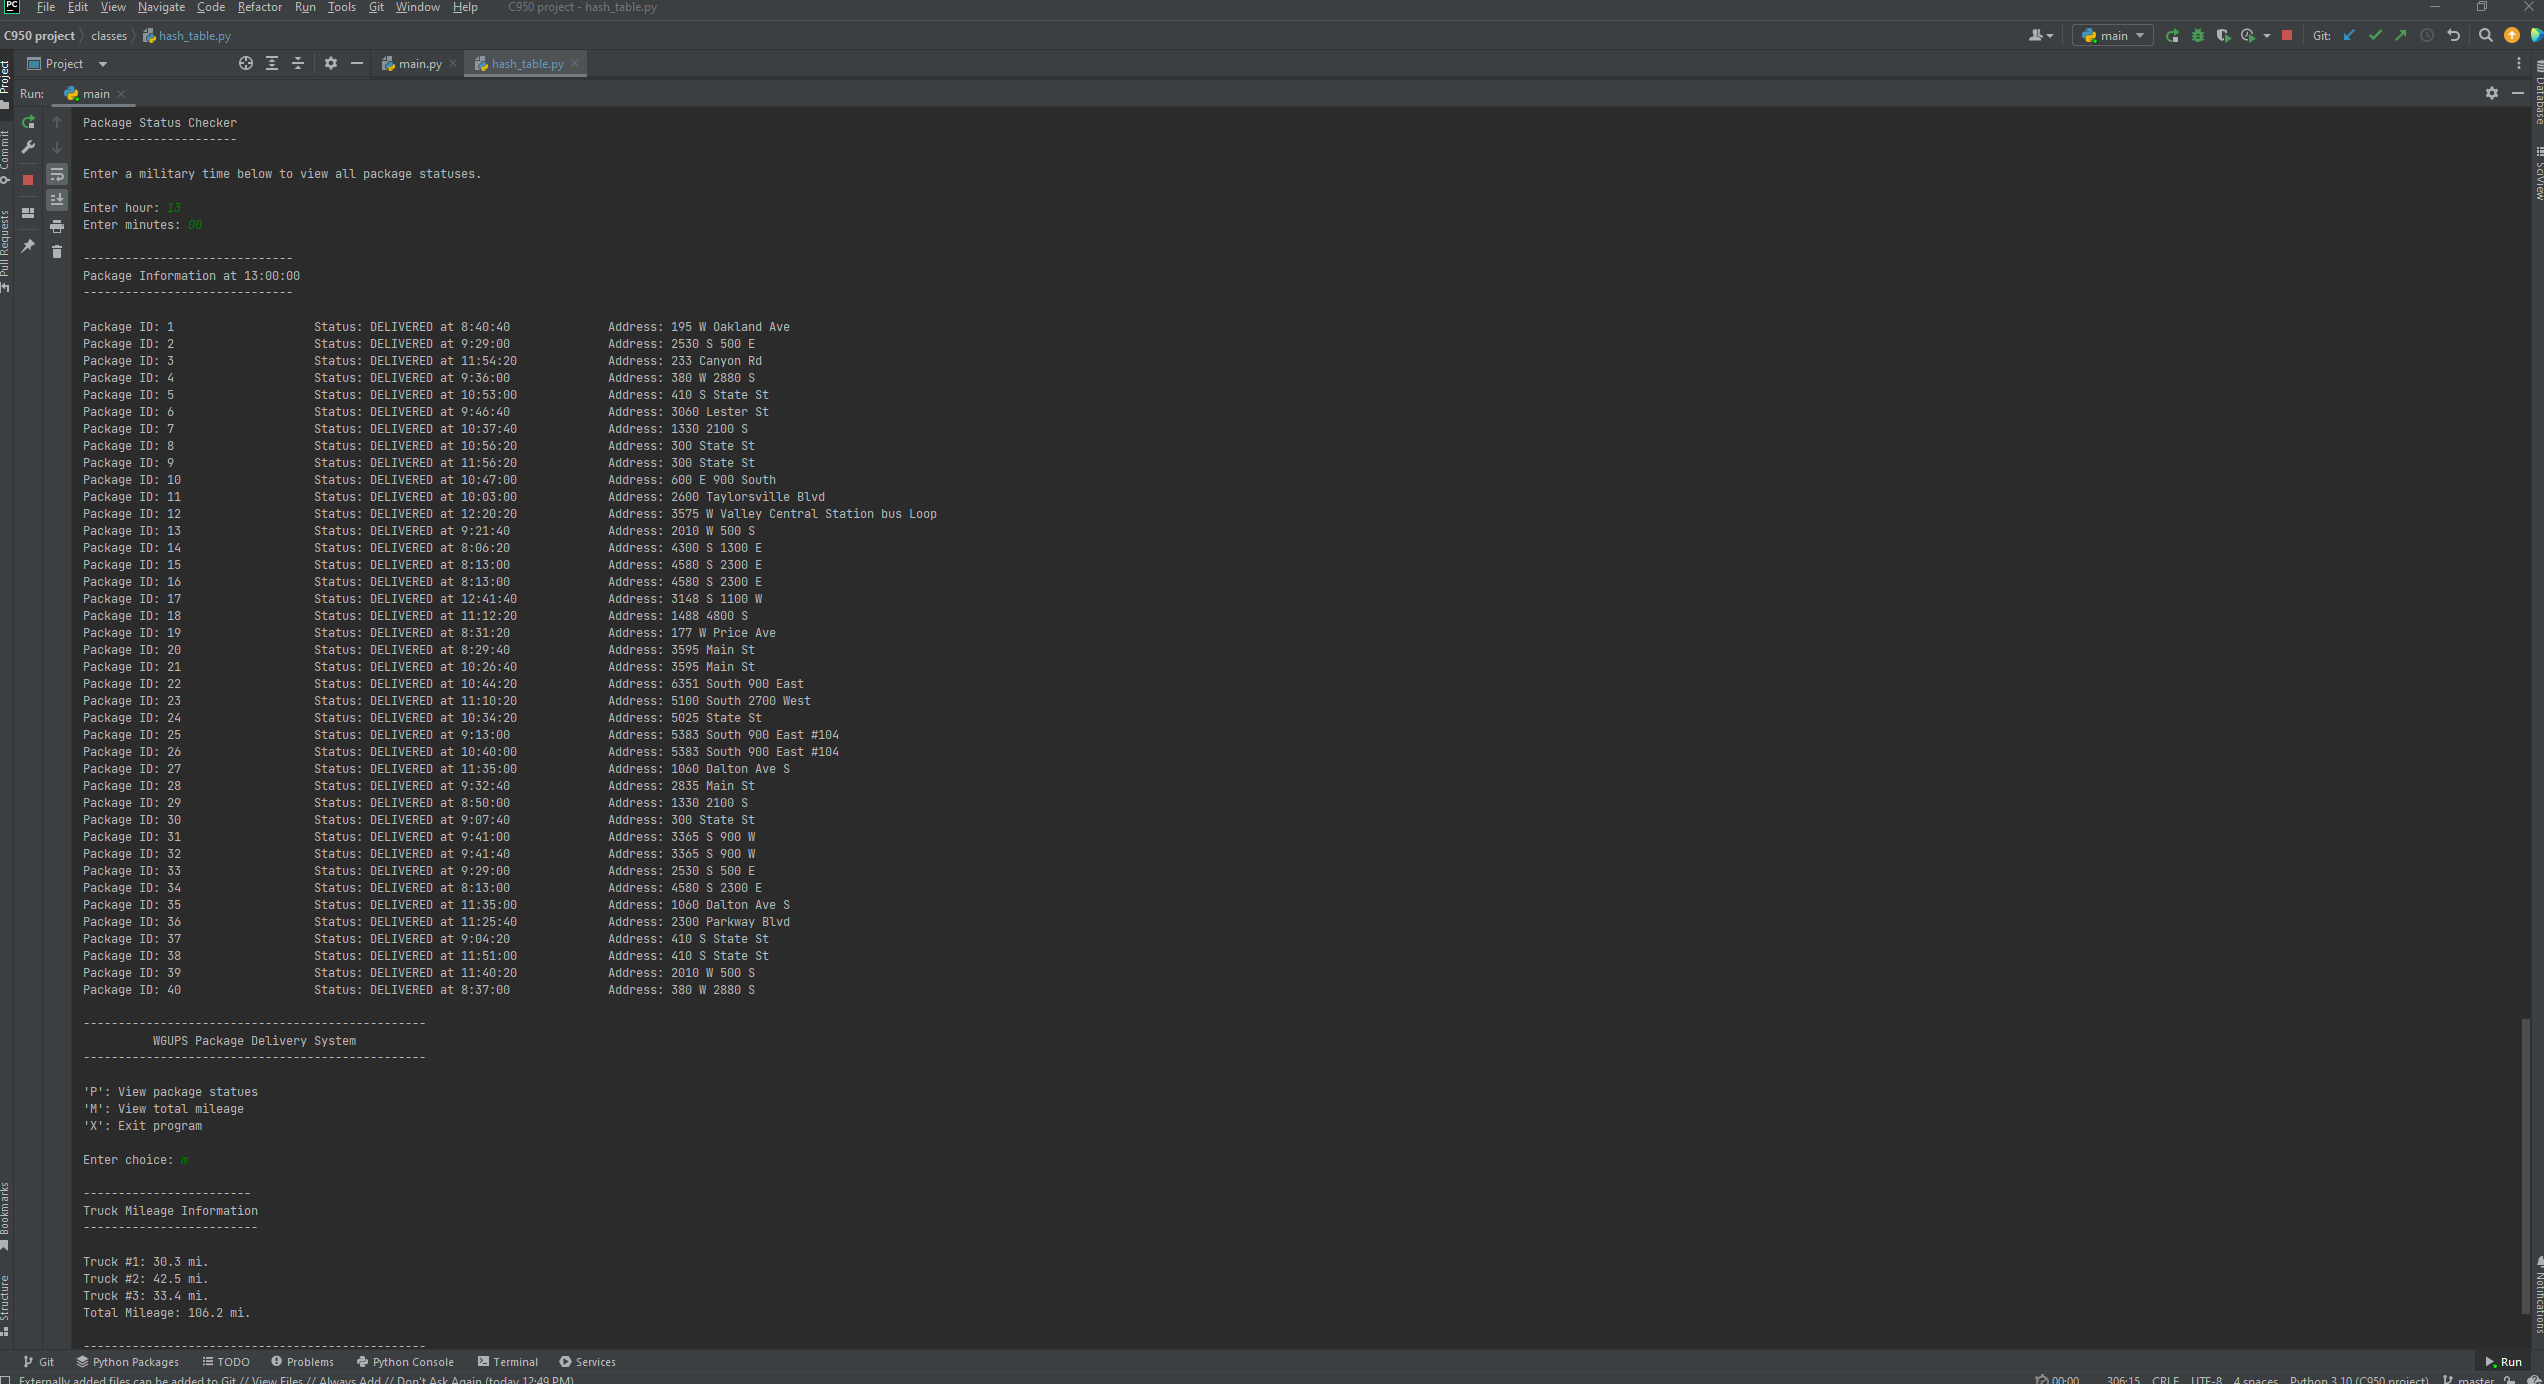 PC File Edit View Navigate Code Refactor Run Tools Git Window Help C950 project - hash_table.py
C950 project classes hash_table.py main Git:
Project main.py hash_table.py
Run: main
Project
Commit
Pull Requests
Bookmarks
Structure
Database
SciView
Notifications
Package Status Checker
----------------------
Enter a military time below to view all package statuses.
Enter hour: 13
Enter minutes: 00
------------------------------
Package Information at 13:00:00
------------------------------
Package ID: 1 Status: DELIVERED at 8:40:40 Address: 195 W Oakland Ave
Package ID: 2 Status: DELIVERED at 9:29:00 Address: 2530 S 500 E
Package ID: 3 Status: DELIVERED at 11:54:20 Address: 233 Canyon Rd
Package ID: 4 Status: DELIVERED at 9:36:00 Address: 380 W 2880 S
Package ID: 5 Status: DELIVERED at 10:53:00 Address: 410 S State St
Package ID: 6 Status: DELIVERED at 9:46:40 Address: 3060 Lester St
Package ID: 7 Status: DELIVERED at 10:37:40 Address: 1330 2100 S
Package ID: 8 Status: DELIVERED at 10:56:20 Address: 300 State St
Package ID: 9 Status: DELIVERED at 11:56:20 Address: 300 State St
Package ID: 10 Status: DELIVERED at 10:47:00 Address: 600 E 900 South
Package ID: 11 Status: DELIVERED at 10:03:00 Address: 2600 Taylorsville Blvd
Package ID: 12 Status: DELIVERED at 12:20:20 Address: 3575 W Valley Central Station bus Loop
Package ID: 13 Status: DELIVERED at 9:21:40 Address: 2010 W 500 S
Package ID: 14 Status: DELIVERED at 8:06:20 Address: 4300 S 1300 E
Package ID: 15 Status: DELIVERED at 8:13:00 Address: 4580 S 2300 E
Package ID: 16 Status: DELIVERED at 8:13:00 Address: 4580 S 2300 E
Package ID: 17 Status: DELIVERED at 12:41:40 Address: 3148 S 1100 W
Package ID: 18 Status: DELIVERED at 11:12:20 Address: 1488 4800 S
Package ID: 19 Status: DELIVERED at 8:31:20 Address: 177 W Price Ave
Package ID: 20 Status: DELIVERED at 8:29:40 Address: 3595 Main St
Package ID: 21 Status: DELIVERED at 10:26:40 Address: 3595 Main St
Package ID: 22 Status: DELIVERED at 10:44:20 Address: 6351 South 900 East
Package ID: 23 Status: DELIVERED at 11:10:20 Address: 5100 South 2700 West
Package ID: 24 Status: DELIVERED at 10:34:20 Address: 5025 State St
Package ID: 25 Status: DELIVERED at 9:13:00 Address: 5383 South 900 East #104
Package ID: 26 Status: DELIVERED at 10:40:00 Address: 5383 South 900 East #104
Package ID: 27 Status: DELIVERED at 11:35:00 Address: 1060 Dalton Ave S
Package ID: 28 Status: DELIVERED at 9:32:40 Address: 2835 Main St
Package ID: 29 Status: DELIVERED at 8:50:00 Address: 1330 2100 S
Package ID: 30 Status: DELIVERED at 9:07:40 Address: 300 State St
Package ID: 31 Status: DELIVERED at 9:41:00 Address: 3365 S 900 W
Package ID: 32 Status: DELIVERED at 9:41:40 Address: 3365 S 900 W
Package ID: 33 Status: DELIVERED at 9:29:00 Address: 2530 S 500 E
Package ID: 34 Status: DELIVERED at 8:13:00 Address: 4580 S 2300 E
Package ID: 35 Status: DELIVERED at 11:35:00 Address: 1060 Dalton Ave S
Package ID: 36 Status: DELIVERED at 11:25:40 Address: 2300 Parkway Blvd
Package ID: 37 Status: DELIVERED at 9:04:20 Address: 410 S State St
Package ID: 38 Status: DELIVERED at 11:51:00 Address: 410 S State St
Package ID: 39 Status: DELIVERED at 11:40:20 Address: 2010 W 500 S
Package ID: 40 Status: DELIVERED at 8:37:00 Address: 380 W 2880 S
-------------------------------------------------
WGUPS Package Delivery System
-------------------------------------------------
'P': View package statues
'M': View total mileage
'X': Exit program
Enter choice: m
------------------------
Truck Mileage Information
-------------------------
Truck #1: 30.3 mi.
Truck #2: 42.5 mi.
Truck #3: 33.4 mi.
Total Mileage: 106.2 mi.
-------------------------------------------------
Git Python Packages TODO Problems Python Console Terminal Services Run
Externally added files can be added to Git // View Files // Always Add // Don't Ask Again (today 12:49 PM) 00:00 306:15 CRLF UTF-8 4 spaces Python 3.10 (C950 project) master